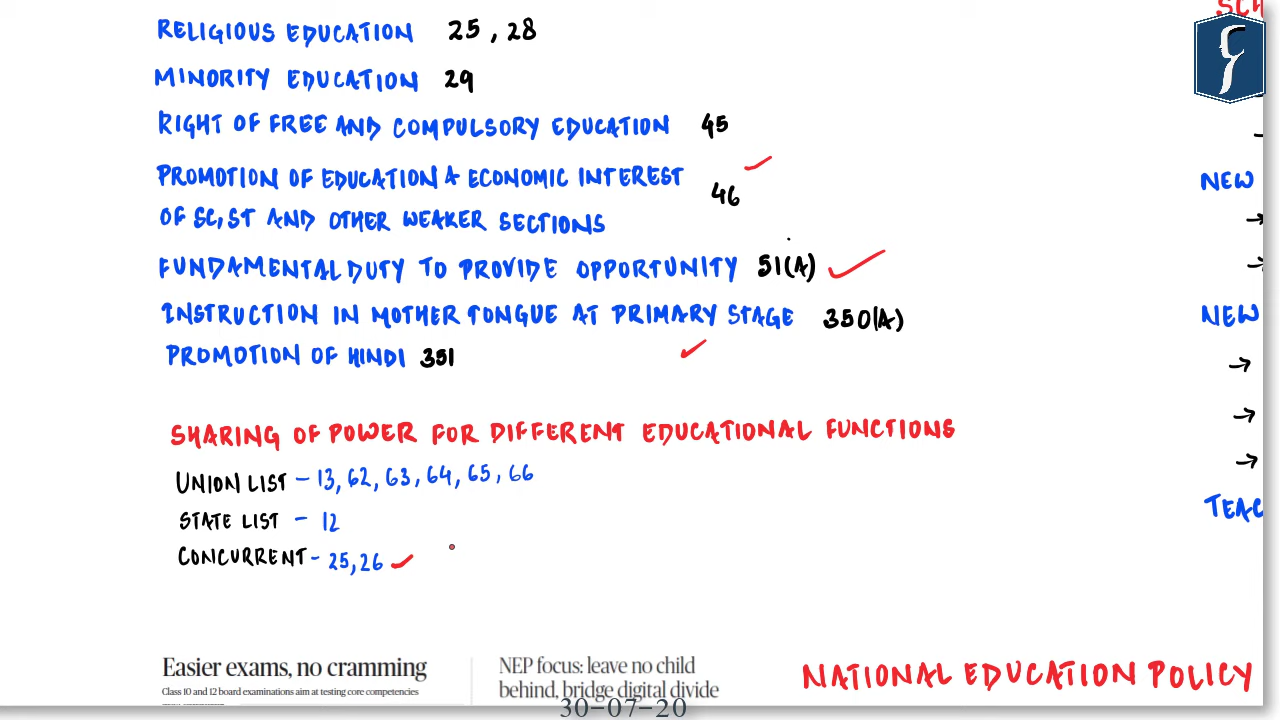 SCH
RELIGIOUS EDUCATION 25, 28
MINORITY EDUCATION 29
RIGHT OF FREE AND COMPULSORY EDUCATION 45
PROMOTION OF EDUCATION & ECONOMIC INTEREST
OF SC, ST AND OTHER WEAKER SECTIONS 46
FUNDAMENTAL DUTY TO PROVIDE OPPORTUNITY 51(A)
INSTRUCTION IN MOTHER TONGUE AT PRIMARY STAGE 350(A)
PROMOTION OF HINDI 351
SHARING OF POWER FOR DIFFERENT EDUCATIONAL FUNCTIONS
UNION LIST - 13, 62, 63, 64, 65, 66
STATE LIST - 12
CONCURRENT - 25, 26
NEW
NEW
TEAC
Easier exams, no cramming
Class 10 and 12 board examinations aim at testing core competencies
NEP focus: leave no child
behind, bridge digital divide
NATIONAL EDUCATION POLICY
30-07-20